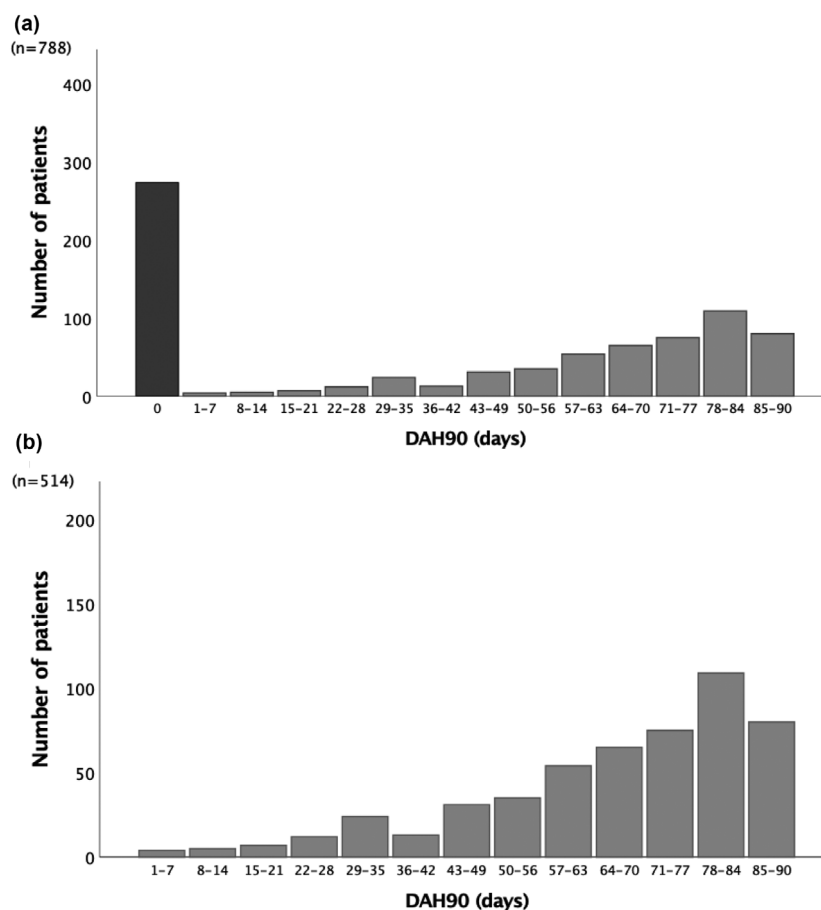 (a)
(n=788)
400
300
200
100
0
Number of patients
0 1–7 8–14 15–21 22–28 29–35 36–42 43–49 50–56 57–63 64–70 71–77 78–84 85–90
DAH90 (days)
(b)
(n=514)
200
150
100
50
0
Number of patients
1–7 8–14 15–21 22–28 29–35 36–42 43–49 50–56 57–63 64–70 71–77 78–84 85–90
DAH90 (days)